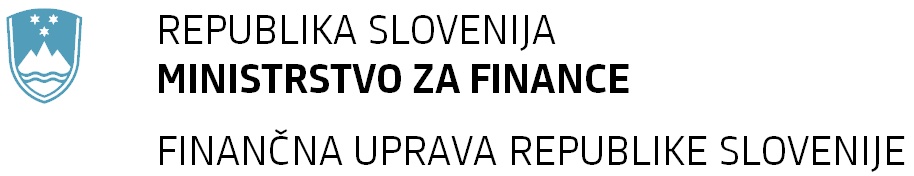 REPUBLIKA SLOVENIJA
MINISTRSTVO ZA FINANCE
FINANČNA UPRAVA REPUBLIKE SLOVENIJE